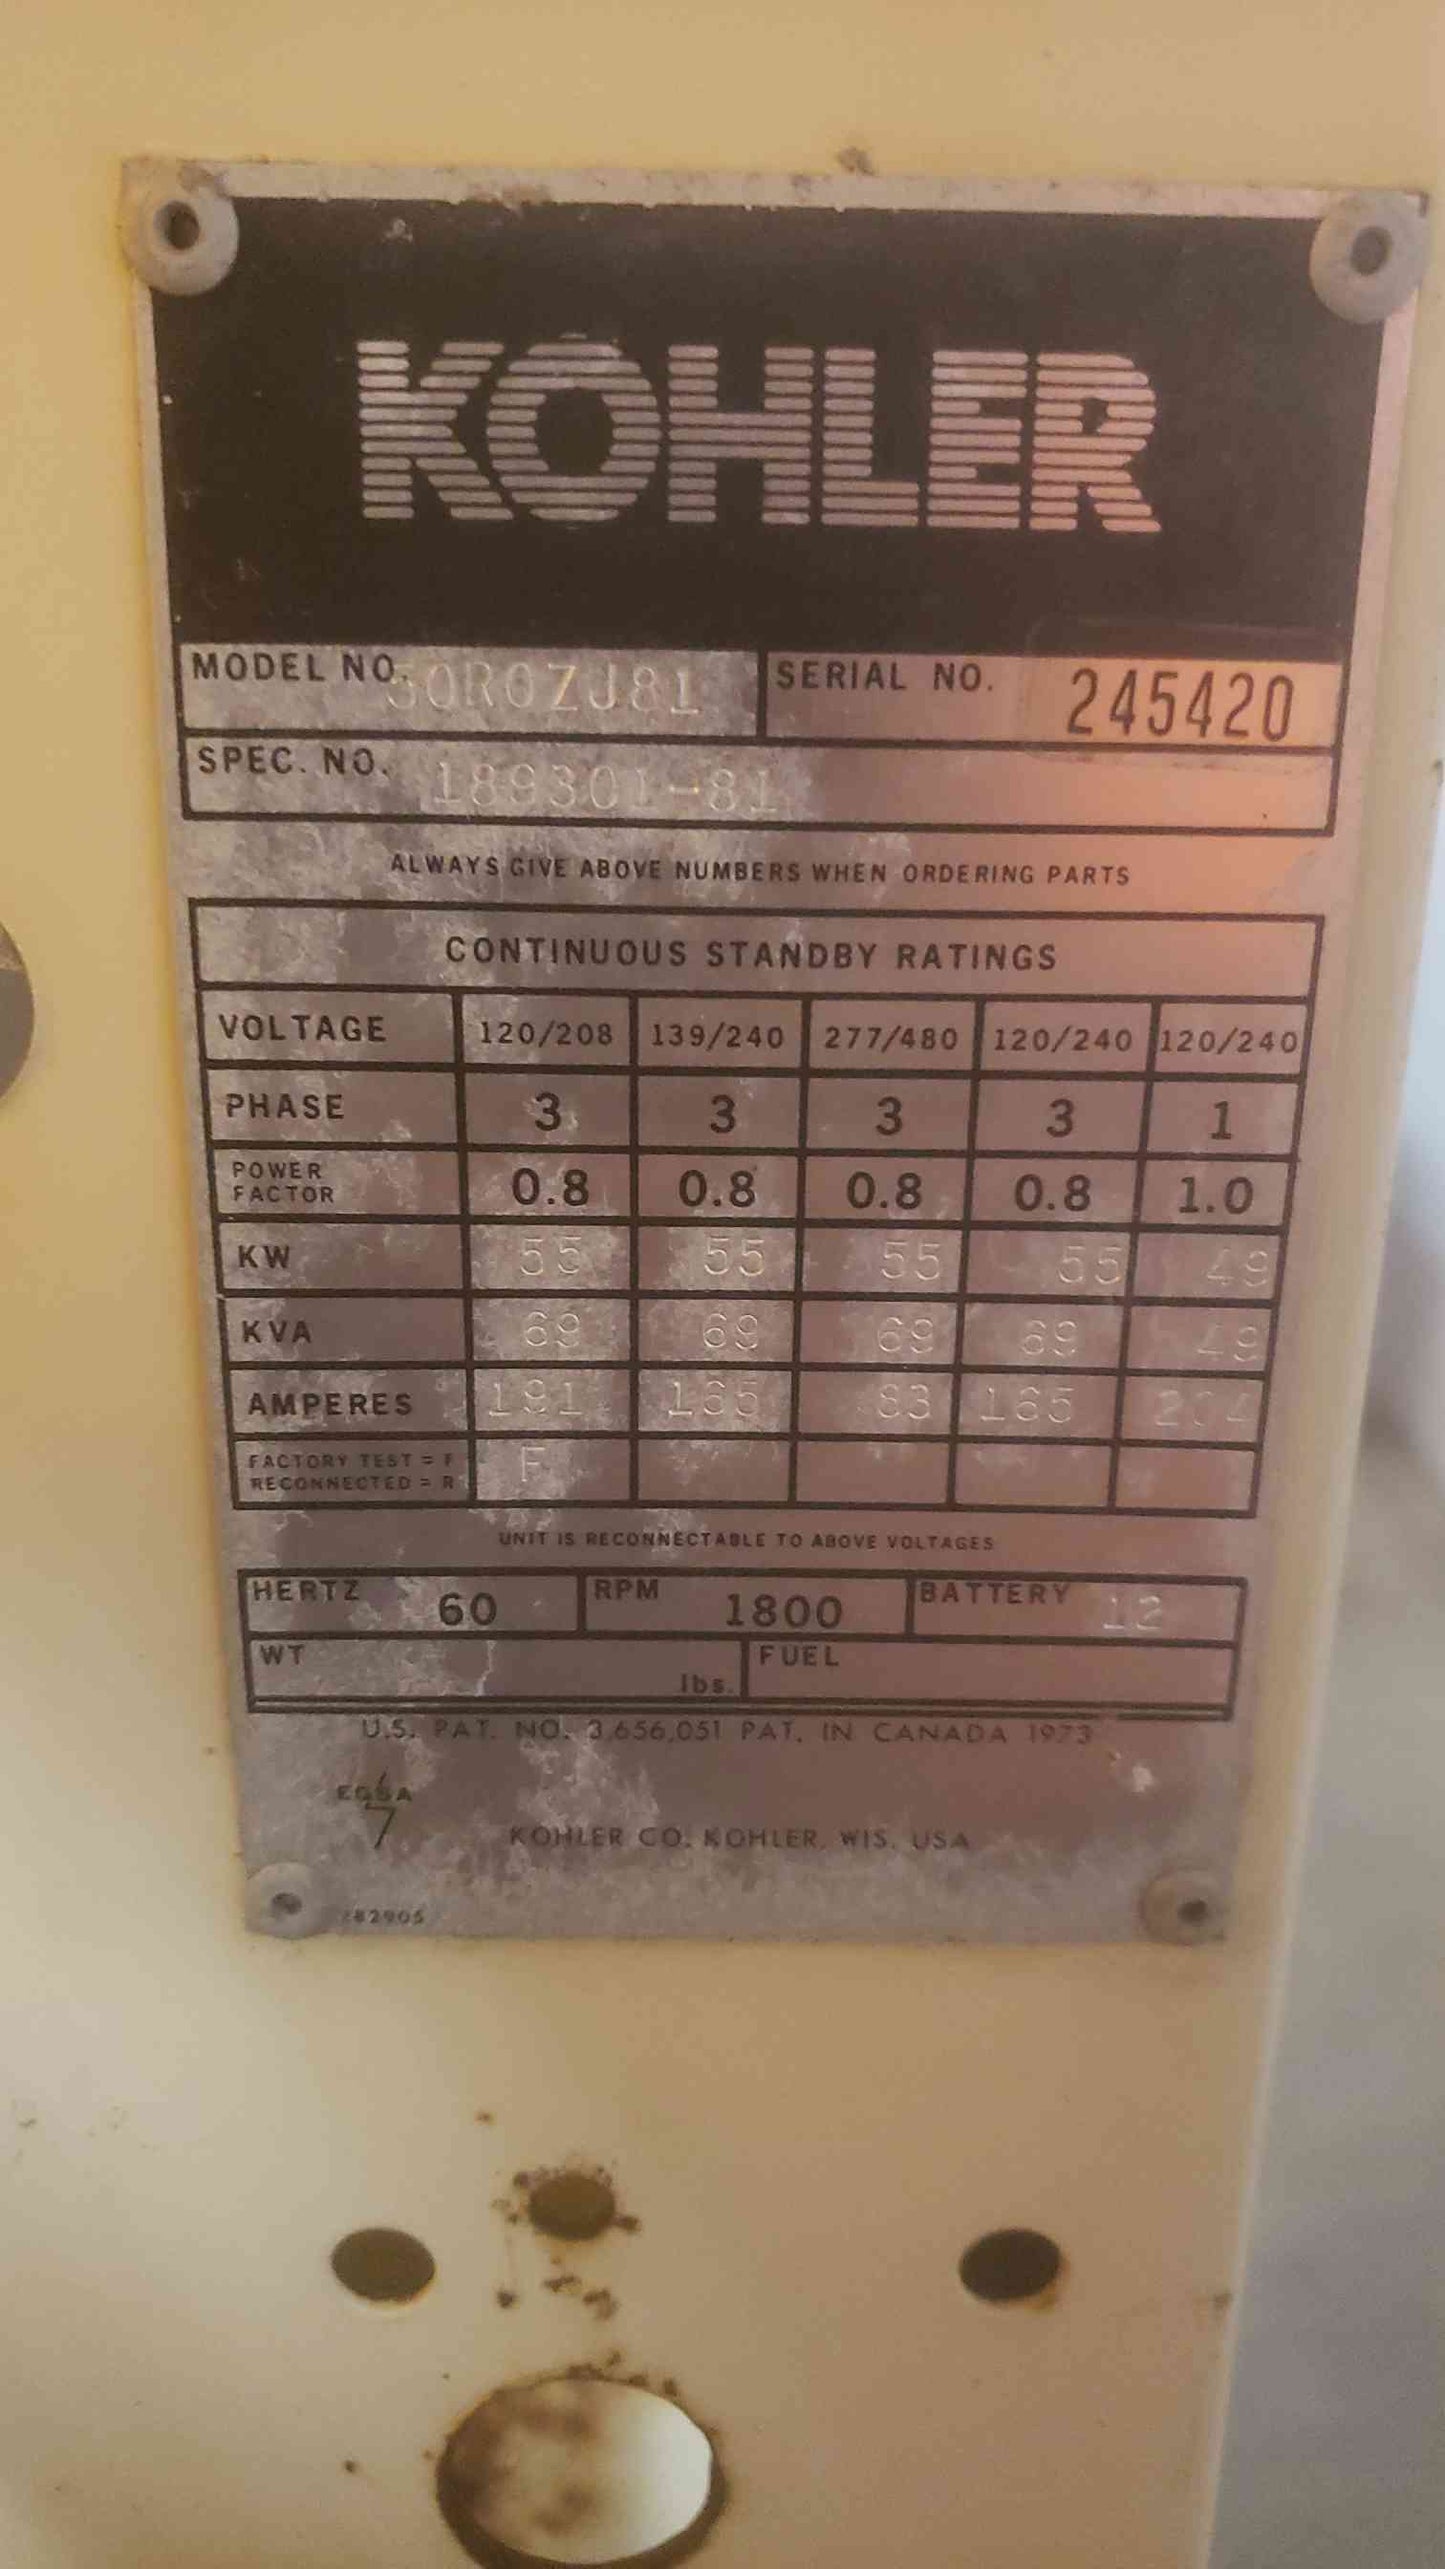 KOHLER
MODEL NO. 50ROZJ81 SERIAL NO. 245420
SPEC. NO. 189301-81
ALWAYS GIVE ABOVE NUMBERS WHEN ORDERING PARTS
CONTINUOUS STANDBY RATINGS
VOLTAGE 120/208 139/240 277/480 120/240 120/240
PHASE 3 3 3 3 1
POWER
FACTOR 0.8 0.8 0.8 0.8 1.0
KW 55 55 55 55 49
KVA 69 69 69 69 49
AMPERES 191 165 83 165 204
FACTORY TEST = F
RECONNECTED = R F
UNIT IS RECONNECTABLE TO ABOVE VOLTAGES
HERTZ 60 RPM 1800 BATTERY 12
WT lbs. FUEL
U.S. PAT. NO. 3,656,051 PAT. IN CANADA 1973
EGSA
7
KOHLER CO. KOHLER, WIS. USA